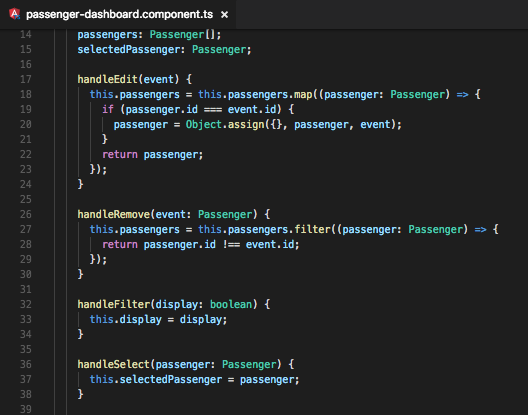 passenger-dashboard.component.ts ×
14 passengers: Passenger[];
15 selectedPassenger: Passenger;
16
17 handleEdit(event) {
18 this.passengers = this.passengers.map((passenger: Passenger) => {
19 if (passenger.id === event.id) {
20 passenger = Object.assign({}, passenger, event);
21 }
22 return passenger;
23 });
24 }
25
26 handleRemove(event: Passenger) {
27 this.passengers = this.passengers.filter((passenger: Passenger) => {
28 return passenger.id !== event.id;
29 });
30 }
31
32 handleFilter(display: boolean) {
33 this.display = display;
34 }
35
36 handleSelect(passenger: Passenger) {
37 this.selectedPassenger = passenger;
38 }
39